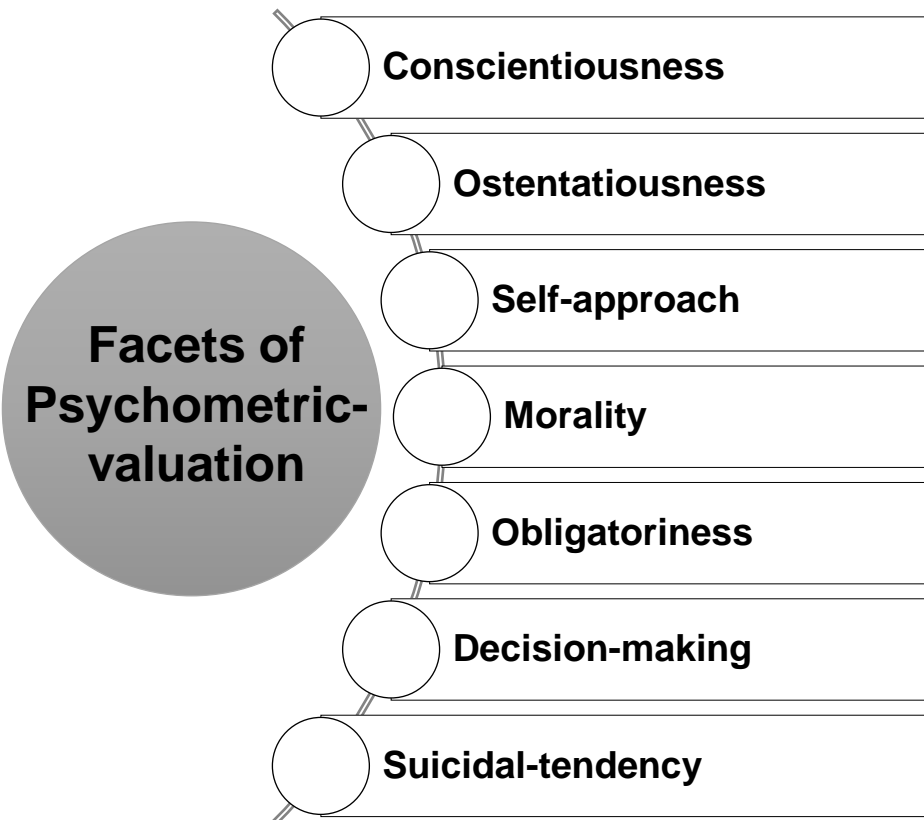 Conscientiousness
Ostentatiousness
Self-approach
Facets of
Psychometric-
valuation
Morality
Obligatoriness
Decision-making
Suicidal-tendency